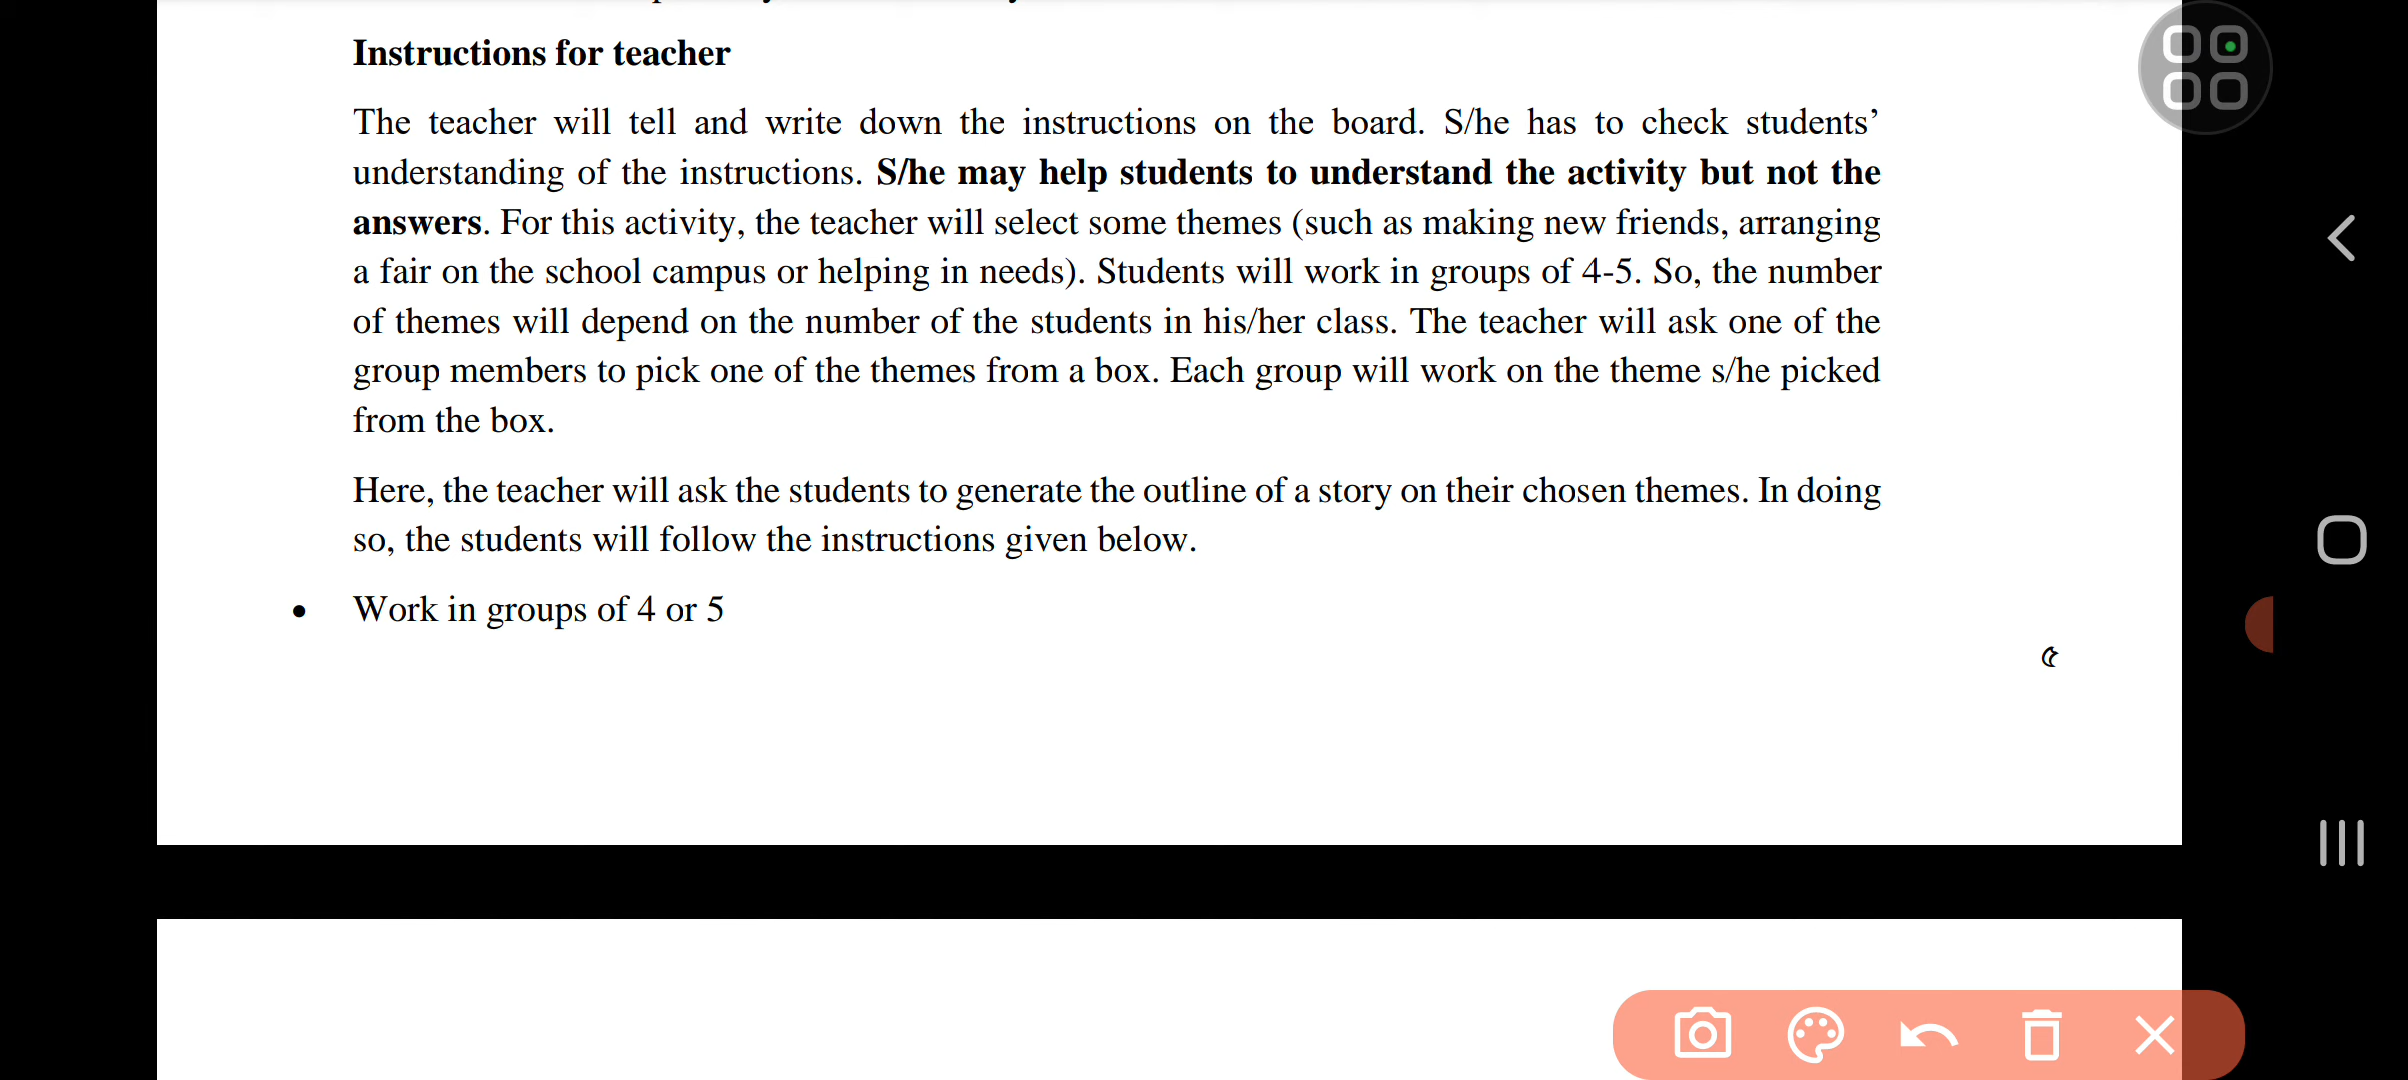 Instructions for teacher
The teacher will tell and write down the instructions on the board. S/he has to check students’
understanding of the instructions. S/he may help students to understand the activity but not the
answers. For this activity, the teacher will select some themes (such as making new friends, arranging
a fair on the school campus or helping in needs). Students will work in groups of 4-5. So, the number
of themes will depend on the number of the students in his/her class. The teacher will ask one of the
group members to pick one of the themes from a box. Each group will work on the theme s/he picked
from the box.
Here, the teacher will ask the students to generate the outline of a story on their chosen themes. In doing
so, the students will follow the instructions given below.
• Work in groups of 4 or 5